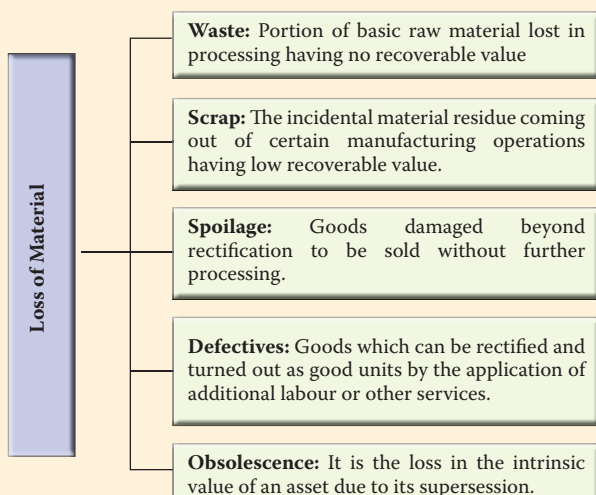 Loss of Material
Waste: Portion of basic raw material lost in
processing having no recoverable value
Scrap: The incidental material residue coming
out of certain manufacturing operations
having low recoverable value.
Spoilage: Goods damaged beyond
rectification to be sold without further
processing.
Defectives: Goods which can be rectified and
turned out as good units by the application of
additional labour or other services.
Obsolescence: It is the loss in the intrinsic
value of an asset due to its supersession.